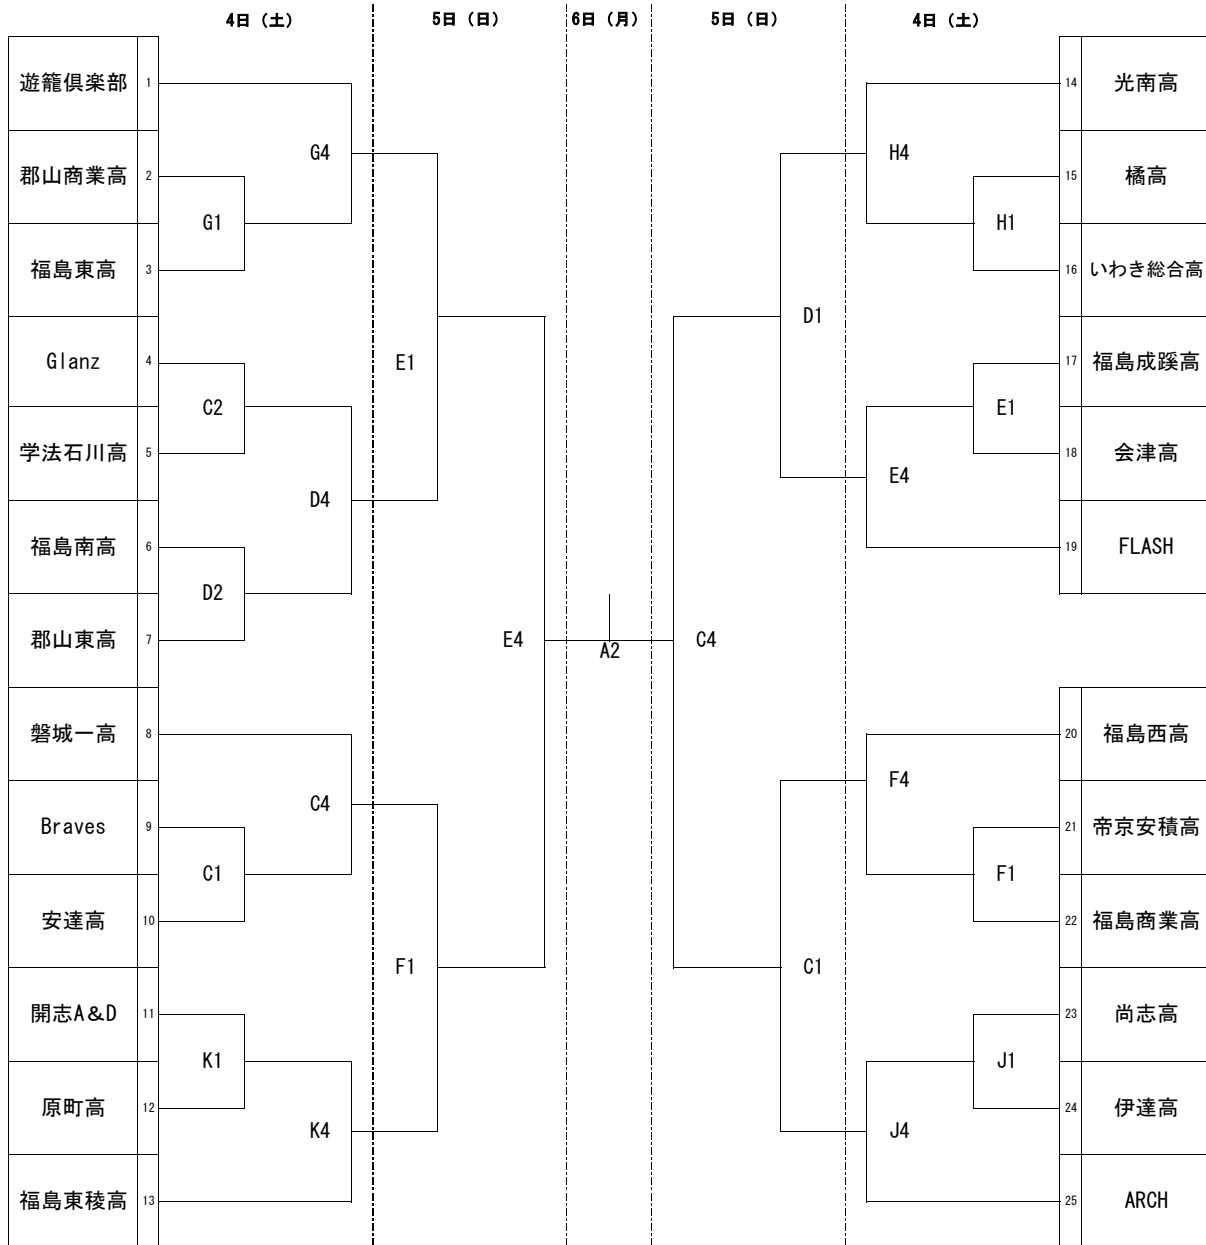 4日（土） 5日（日） 6日（月） 5日（日） 4日（土）
遊籠倶楽部 1
14 光南高
G4
H4
郡山商業高 2
15 橘高
G1
H1
福島東高 3
16 いわき総合高
D1
Glanz 4
E1
17 福島成蹊高
C2
E1
学法石川高 5
18 会津高
D4
E4
福島南高 6
19 FLASH
D2
郡山東高 7
E4
A2
C4
磐城一高 8
20 福島西高
C4
F4
Braves 9
21 帝京安積高
C1
F1
安達高 10
22 福島商業高
F1
C1
開志A&D 11
23 尚志高
K1
J1
原町高 12
24 伊達高
K4
J4
福島東稜高 13
25 ARCH